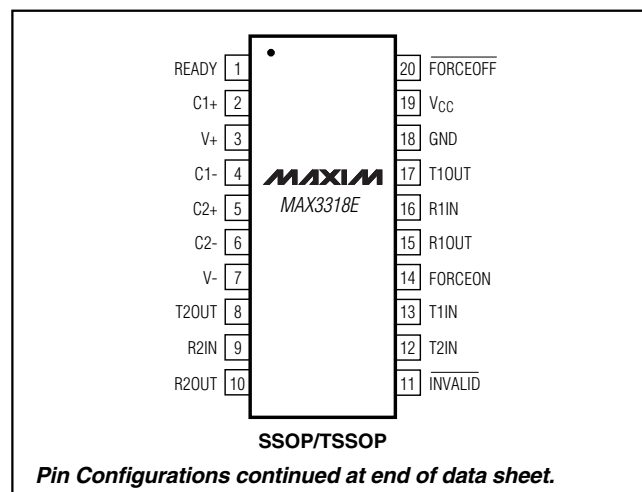 READY 1
C1+ 2
V+ 3
C1- 4
C2+ 5
C2- 6
V- 7
T2OUT 8
R2IN 9
R2OUT 10
MAXIM
MAX3318E
20 FORCEOFF
19 VCC
18 GND
17 T1OUT
16 R1IN
15 R1OUT
14 FORCEON
13 T1IN
12 T2IN
11 INVALID
SSOP/TSSOP
Pin Configurations continued at end of data sheet.